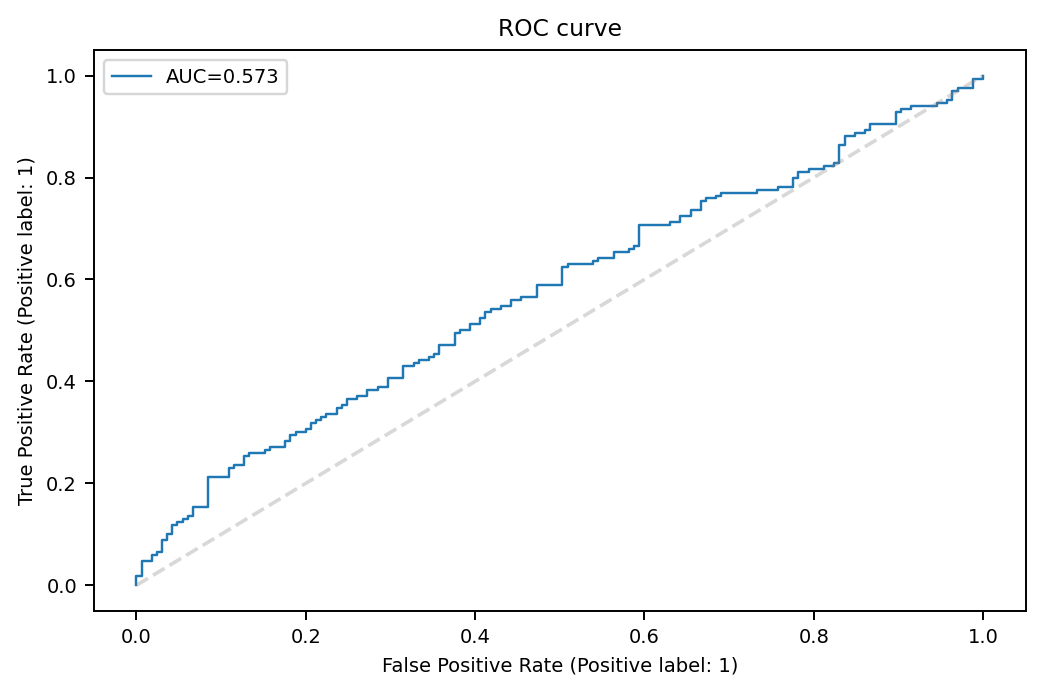 ROC curve
AUC=0.573
True Positive Rate (Positive label: 1)
1.0
0.8
0.6
0.4
0.2
0.0
0.0 0.2 0.4 0.6 0.8 1.0
False Positive Rate (Positive label: 1)